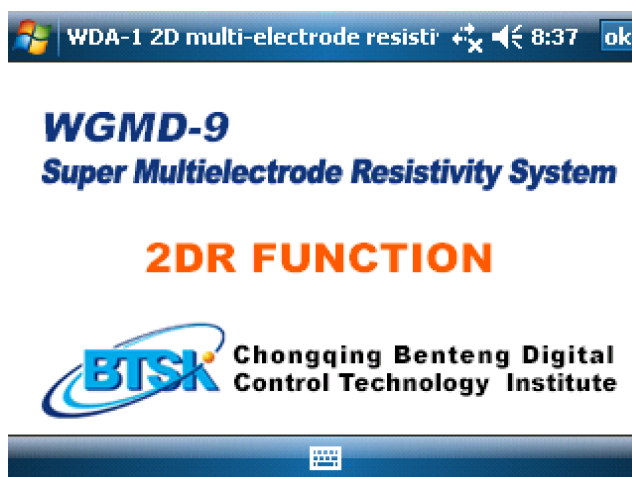 WDA-1 2D multi-electrode resisti 8:37 ok
WGMD-9
Super Multielectrode Resistivity System
2DR FUNCTION
BTSK
Chongqing Benteng Digital
Control Technology Institute